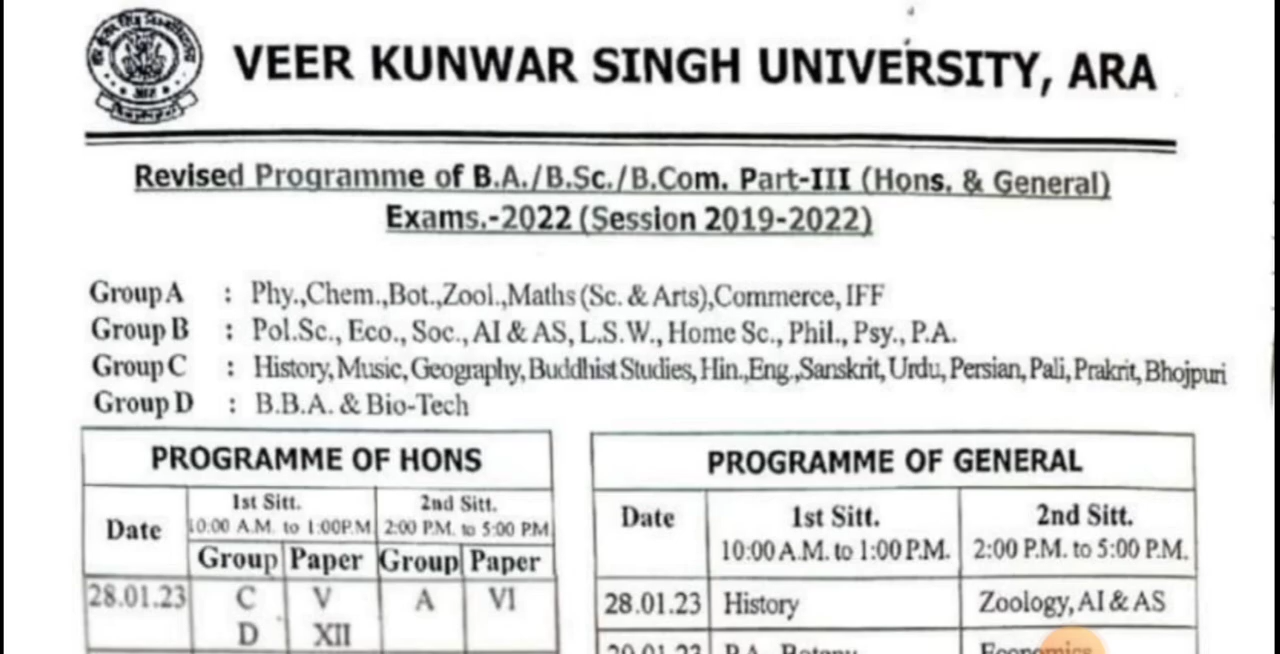 VEER KUNWAR SINGH UNIVERSITY, ARA
Revised Programme of B.A./B.Sc./B.Com. Part-III (Hons. & General)
Exams.-2022 (Session 2019-2022)
Group A : Phy.,Chem.,Bot.,Zool.,Maths (Sc. & Arts),Commerce, IFF
Group B : Pol.Sc., Eco., Soc., AI & AS, L.S.W., Home Sc., Phil., Psy., P.A.
Group C : History, Music, Geography, Buddhist Studies, Hin.,Eng.,Sanskrit, Urdu, Persian, Pali, Prakrit, Bhojpuri
Group D : B.B.A. & Bio-Tech
PROGRAMME OF HONS
Date 1st Sitt. 2nd Sitt.
10:00 A.M. to 1:00P.M 2:00 P.M. to 5:00 P.M
Group Paper Group Paper
28.01.23 C V A VI
D XII
PROGRAMME OF GENERAL
Date 1st Sitt. 2nd Sitt.
10:00 A.M. to 1:00 P.M. 2:00 P.M. to 5:00 P.M.
28.01.23 History Zoology, AI & AS
Botany Economics